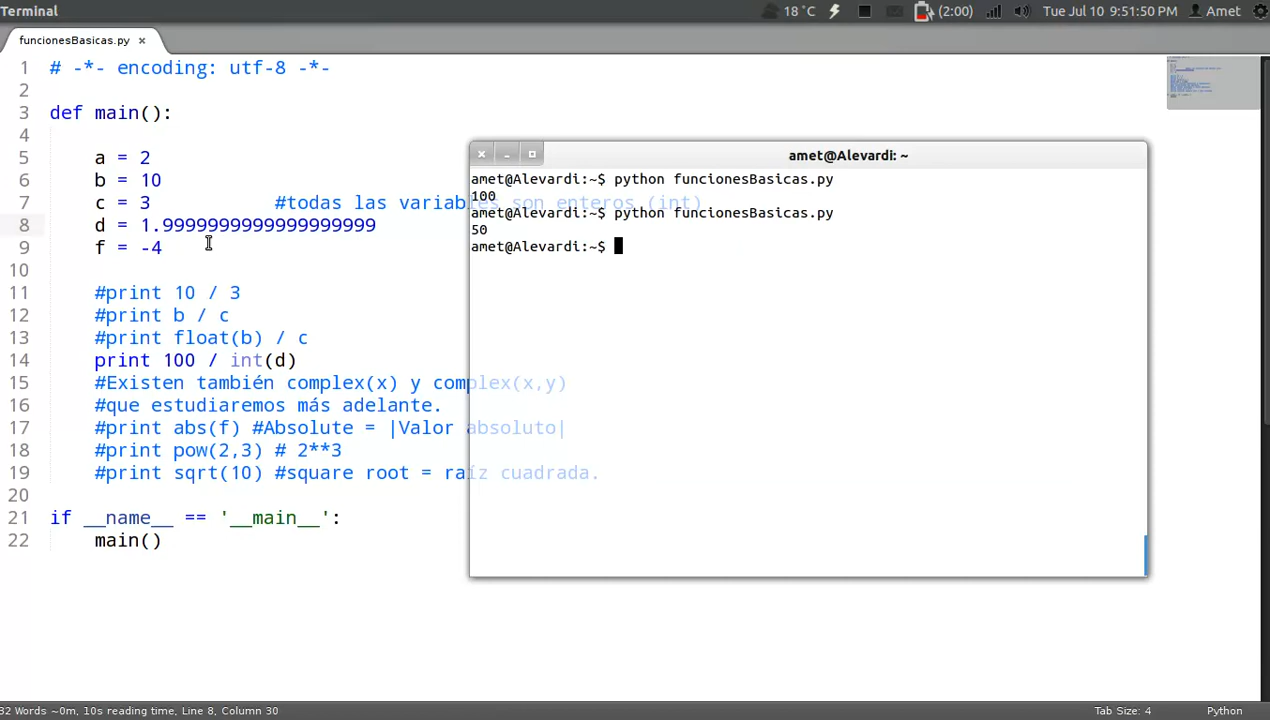 Terminal
18 °C
(2:00)
Tue Jul 10 9:51:50 PM
Amet
funcionesBasicas.py ×
1 # -*- encoding: utf-8 -*-
2
3 def main():
4
5 a = 2
6 b = 10
7 c = 3 #todas las variables son enteros (int)
8 d = 1.9999999999999999999
9 f = -4
10
11 #print 10 / 3
12 #print b / c
13 #print float(b) / c
14 print 100 / int(d)
15 #Existen también complex(x) y complex(x,y)
16 #que estudiaremos más adelante.
17 #print abs(f) #Absolute = |Valor absoluto|
18 #print pow(2,3) # 2**3
19 #print sqrt(10) #square root = raíz cuadrada.
20
21 if __name__ == '__main__':
22 main()
amet@Alevardi: ~
amet@Alevardi:~$ python funcionesBasicas.py
100
amet@Alevardi:~$ python funcionesBasicas.py
50
amet@Alevardi:~$
32 Words ~0m, 10s reading time, Line 8, Column 30
Tab Size: 4
Python